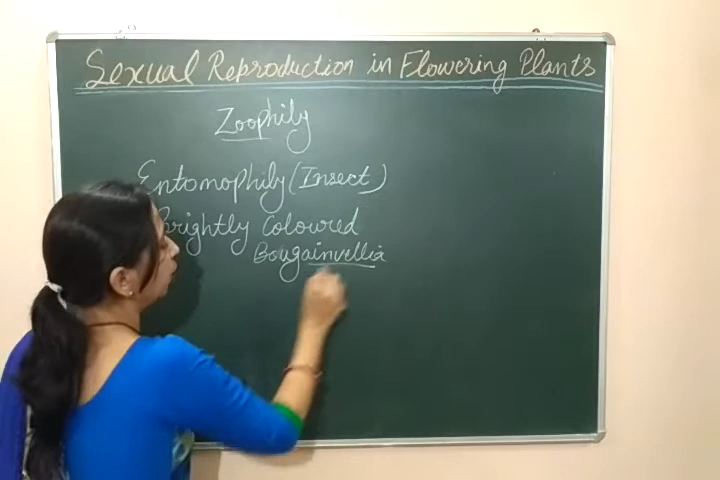 Sexual Reproduction in Flowering Plants
Zoophily
Entomophily (Insect)
Brightly Coloured
Bougainvellia